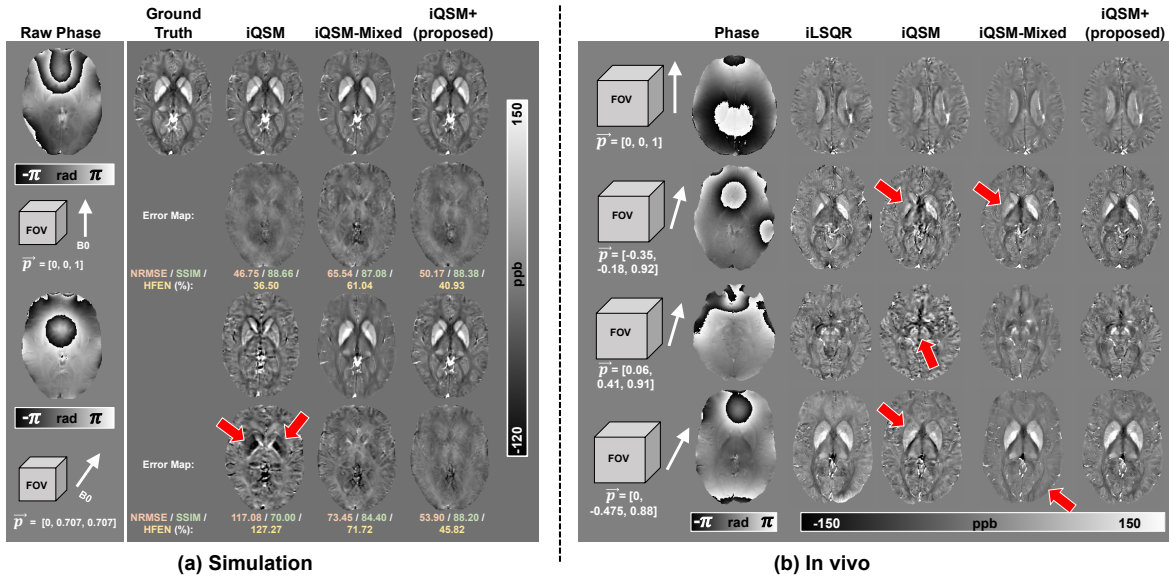 Raw Phase
Ground
Truth
iQSM
iQSM-Mixed
iQSM+
(proposed)
-π rad π
FOV
B0
p = [0, 0, 1]
Error Map:
NRMSE / SSIM /
HFEN (%):
46.75 / 88.66 /
36.50
65.54 / 87.08 /
61.04
50.17 / 88.38 /
40.93
-π rad π
FOV
B0
p = [0, 0.707, 0.707]
Error Map:
NRMSE / SSIM /
HFEN (%):
117.08 / 70.00 /
127.27
73.45 / 84.40 /
71.72
53.90 / 88.20 /
45.82
150
ppb
-120
(a) Simulation
Phase
iLSQR
iQSM
iQSM-Mixed
iQSM+
(proposed)
FOV
p = [0, 0, 1]
FOV
p = [-0.35,
-0.18, 0.92]
FOV
p = [0.06,
0.41, 0.91]
FOV
p = [0,
-0.475, 0.88]
-π rad π
-150 ppb 150
(b) In vivo